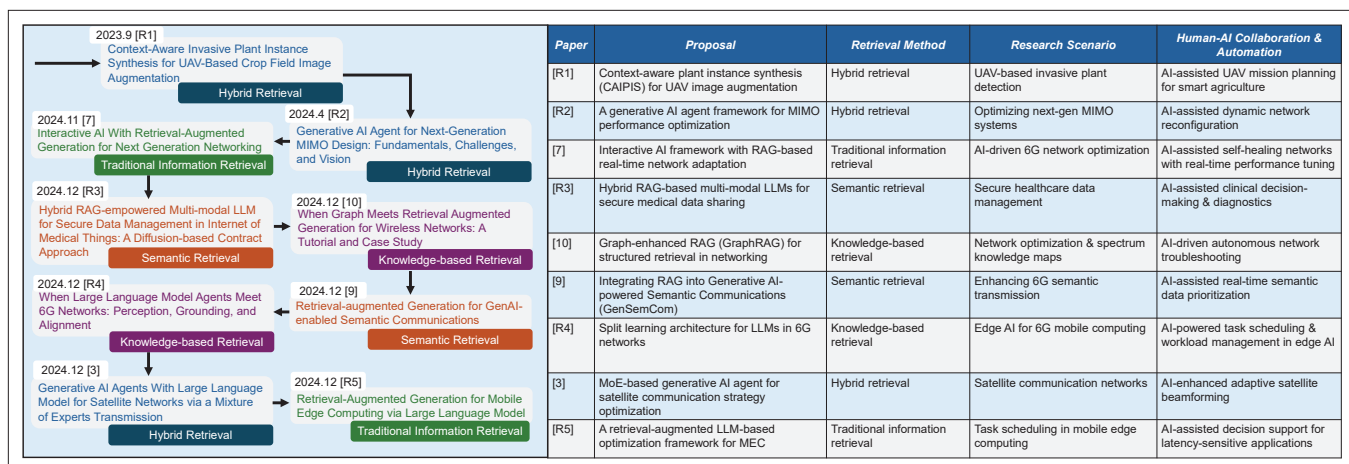 2023.9 [R1]
Context-Aware Invasive Plant Instance
Synthesis for UAV-Based Crop Field Image
Augmentation
Hybrid Retrieval
2024.4 [R2]
Generative AI Agent for Next-Generation
MIMO Design: Fundamentals, Challenges,
and Vision
Hybrid Retrieval
2024.11 [7]
Interactive AI With Retrieval-Augmented
Generation for Next Generation Networking
Traditional Information Retrieval
2024.12 [R3]
Hybrid RAG-empowered Multi-modal LLM
for Secure Data Management in Internet of
Medical Things: A Diffusion-based Contract
Approach
Semantic Retrieval
2024.12 [10]
When Graph Meets Retrieval Augmented
Generation for Wireless Networks: A
Tutorial and Case Study
Knowledge-based Retrieval
2024.12 [9]
Retrieval-augmented Generation for GenAI-
enabled Semantic Communications
Semantic Retrieval
2024.12 [R4]
When Large Language Model Agents Meet
6G Networks: Perception, Grounding, and
Alignment
Knowledge-based Retrieval
2024.12 [3]
Generative AI Agents With Large Language
Model for Satellite Networks via a Mixture
of Experts Transmission
Hybrid Retrieval
2024.12 [R5]
Retrieval-Augmented Generation for Mobile
Edge Computing via Large Language Model
Traditional Information Retrieval
Paper
Proposal
Retrieval Method
Research Scenario
Human-AI Collaboration &
Automation
[R1]
Context-aware plant instance synthesis
(CAIPIS) for UAV image augmentation
Hybrid retrieval
UAV-based invasive plant
detection
AI-assisted UAV mission planning
for smart agriculture
[R2]
A generative AI agent framework for MIMO
performance optimization
Hybrid retrieval
Optimizing next-gen MIMO
systems
AI-assisted dynamic network
reconfiguration
[7]
Interactive AI framework with RAG-based
real-time network adaptation
Traditional information
retrieval
AI-driven 6G network optimization
AI-assisted self-healing networks
with real-time performance tuning
[R3]
Hybrid RAG-based multi-modal LLMs for
secure medical data sharing
Semantic retrieval
Secure healthcare data
management
AI-assisted clinical decision-
making & diagnostics
[10]
Graph-enhanced RAG (GraphRAG) for
structured retrieval in networking
Knowledge-based
retrieval
Network optimization & spectrum
knowledge maps
AI-driven autonomous network
troubleshooting
[9]
Integrating RAG into Generative AI-
powered Semantic Communications
(GenSemCom)
Semantic retrieval
Enhancing 6G semantic
transmission
AI-assisted real-time semantic
data prioritization
[R4]
Split learning architecture for LLMs in 6G
networks
Knowledge-based
retrieval
Edge AI for 6G mobile computing
AI-powered task scheduling &
workload management in edge AI
[3]
MoE-based generative AI agent for
satellite communication strategy
optimization
Hybrid retrieval
Satellite communication networks
AI-enhanced adaptive satellite
beamforming
[R5]
A retrieval-augmented LLM-based
optimization framework for MEC
Traditional information
retrieval
Task scheduling in mobile edge
computing
AI-assisted decision support for
latency-sensitive applications